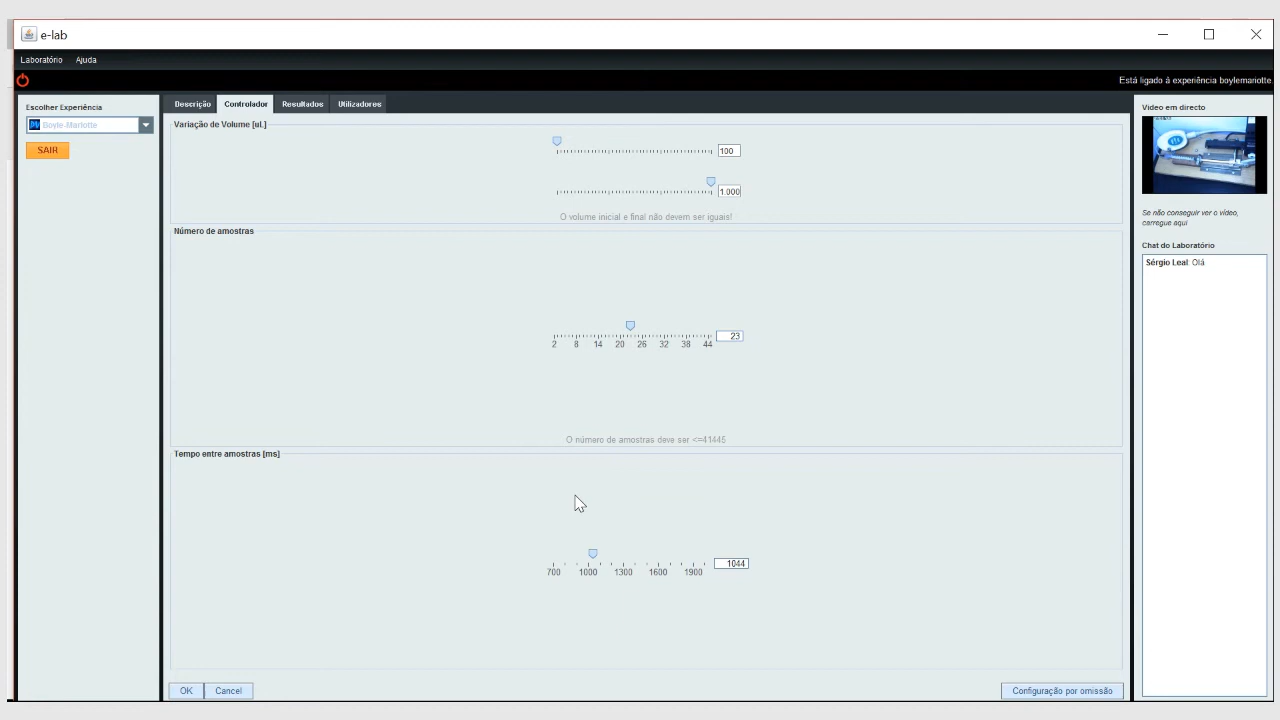 e-lab
Laboratório Ajuda
Está ligado à experiência boylemariotte.
Escolher Experiência
Boyle-Mariotte
SAIR
Descrição Controlador Resultados Utilizadores
Variação de Volume [uL]
100
1.000
O volume inicial e final não devem ser iguais!
Número de amostras
23
2 8 14 20 26 32 38 44
O número de amostras deve ser <=41445
Tempo entre amostras [ms]
1044
700 1000 1300 1600 1900
OK Cancel Configuração por omissão
Video em directo
Se não conseguir ver o vídeo,
carregue aqui
Chat do Laboratório
Sérgio Leal: Olá